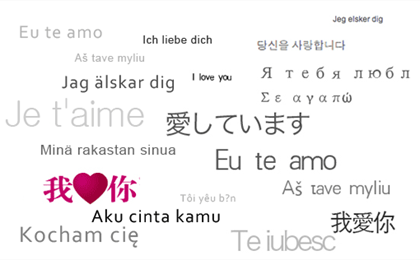 Jeg elsker dig
Eu te amo
Ich liebe dich
당신을 사랑합니다
Aš tave myliu
Jag älskar dig
I love you
Я тебя любл
Je t'aime
Σε αγαπώ
愛しています
Minä rakastan sinua
Eu te amo
我❤你
Aš tave myliu
Tôi yêu b?n
Aku cinta kamu
我愛你
Kocham cię
Te iubesc